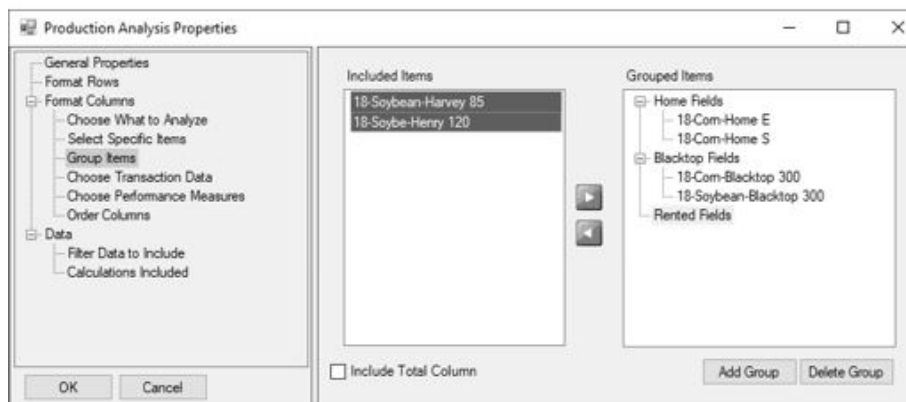 Production Analysis Properties
General Properties
Format Rows
Format Columns
Choose What to Analyze
Select Specific Items
Group Items
Choose Transaction Data
Choose Performance Measures
Order Columns
Data
Filter Data to Include
Calculations Included
OK
Cancel
Included Items
18-Soybean-Harvey 85
18-Soybe-Henry 120
Include Total Column
Grouped Items
Home Fields
18-Corn-Home E
18-Corn-Home S
Blacktop Fields
18-Corn-Blacktop 300
18-Soybean-Blacktop 300
Rented Fields
Add Group
Delete Group